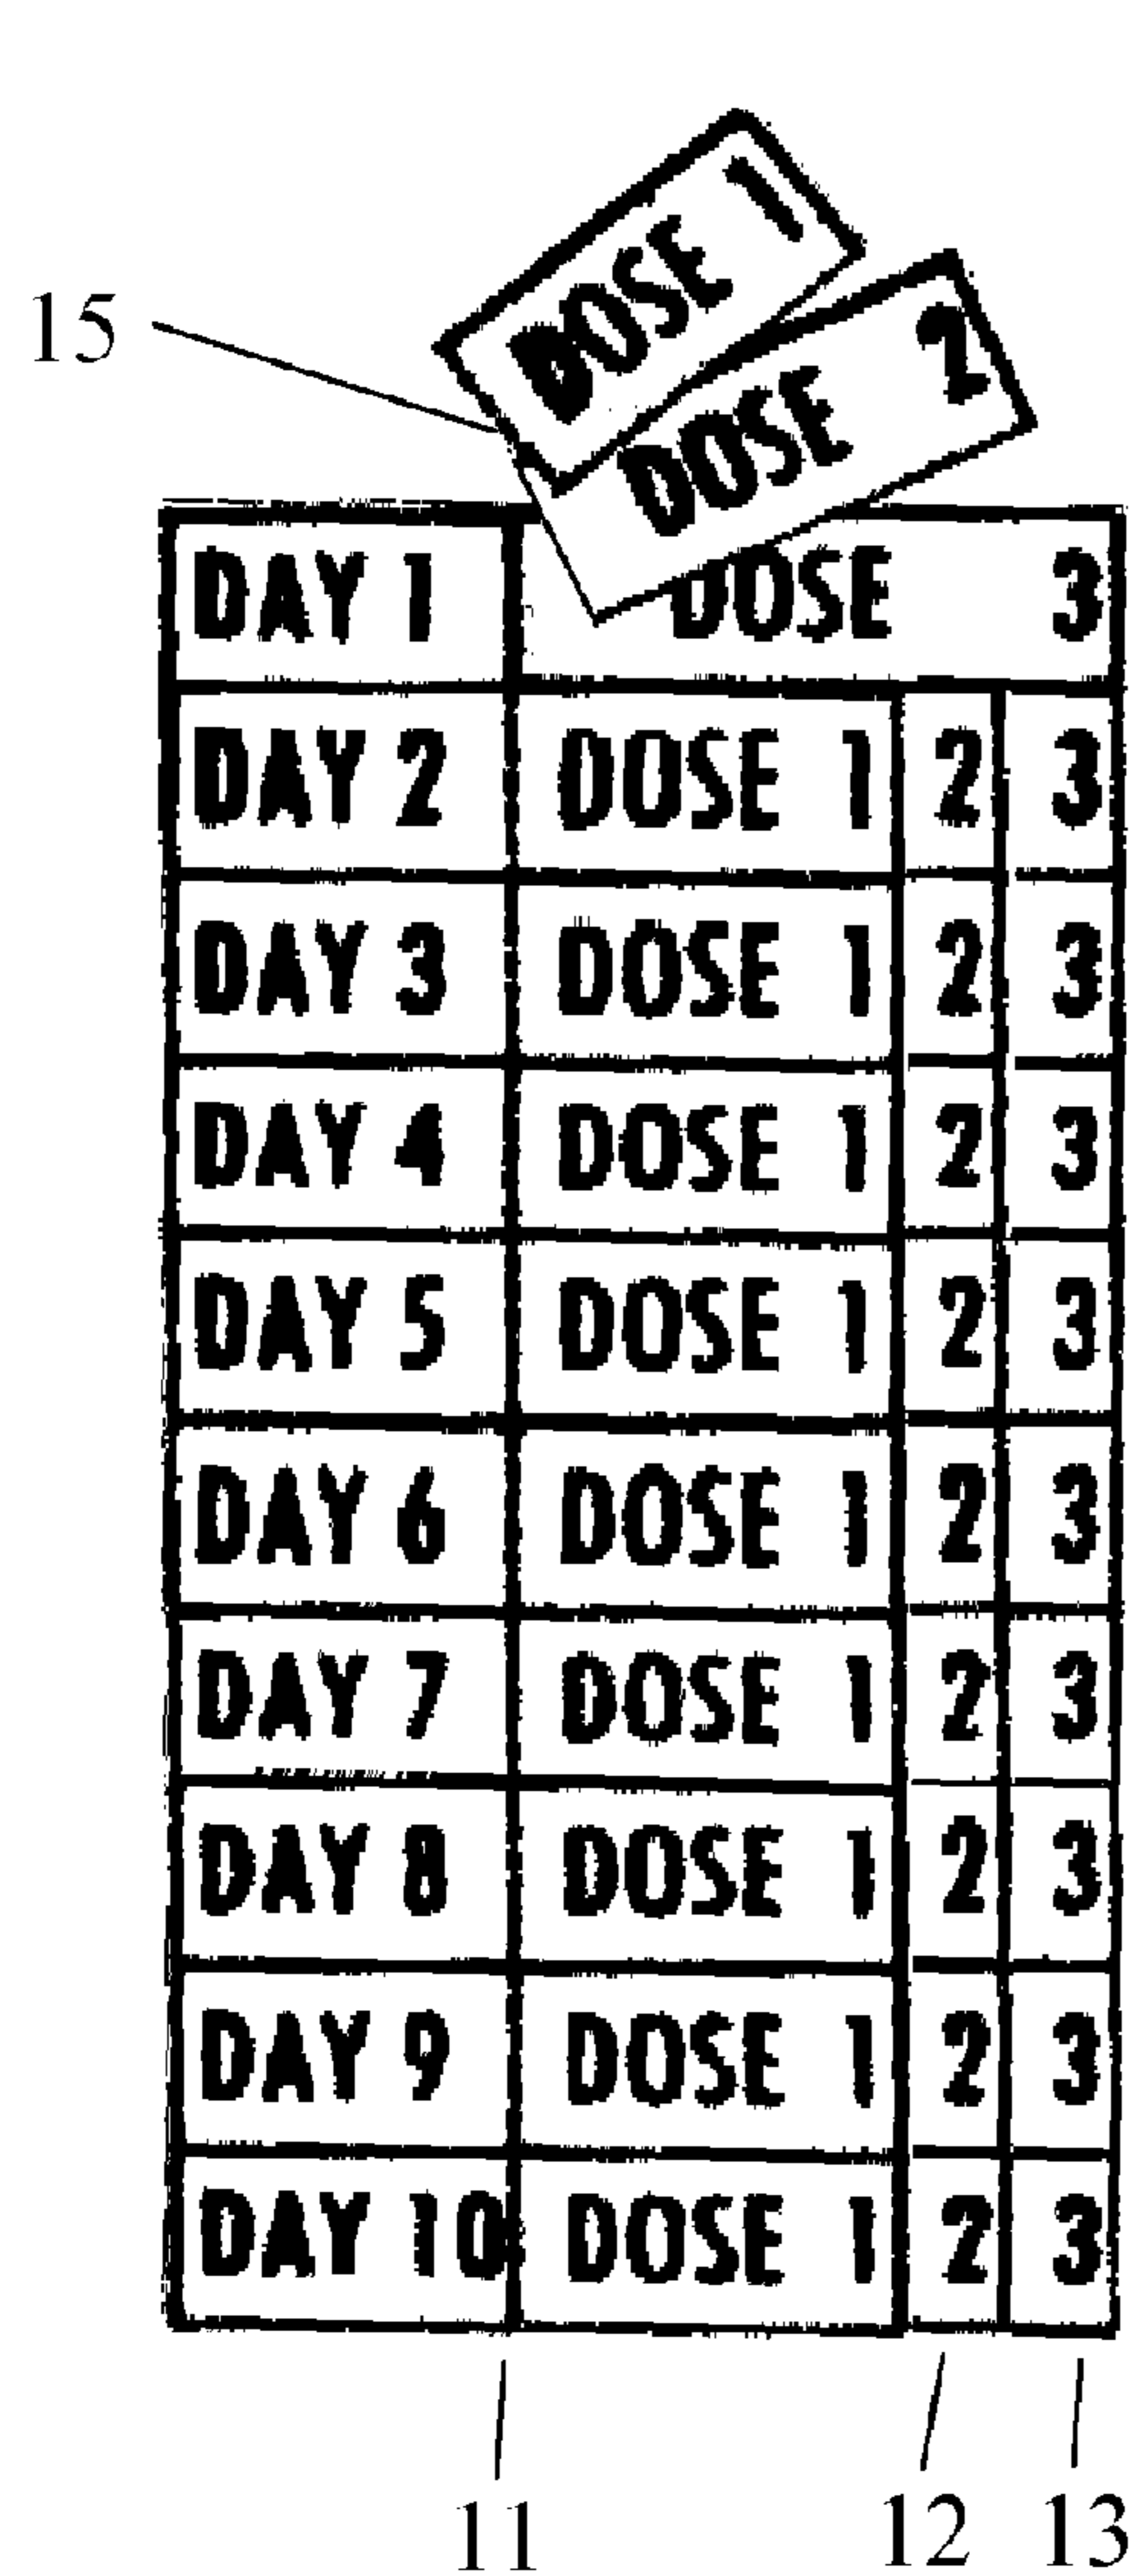 DOSE 1
15
DOSE 2
DAY 1 DOSE 3
DAY 2 DOSE 1 2 3
DAY 3 DOSE 1 2 3
DAY 4 DOSE 1 2 3
DAY 5 DOSE 1 2 3
DAY 6 DOSE 1 2 3
DAY 7 DOSE 1 2 3
DAY 8 DOSE 1 2 3
DAY 9 DOSE 1 2 3
DAY 10 DOSE 1 2 3
11 12 13